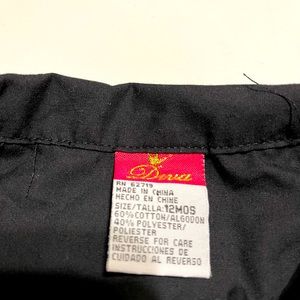 Diva
RN 62719
MADE IN CHINA
HECHO EN CHINE
SIZE/TALLA: 12MOS
60% COTTON/ALGODON
40% POLYESTER/
POLIESTER
REVERSE FOR CARE
INSTRUCCIONES DE
CUIDADO AL REVERSO